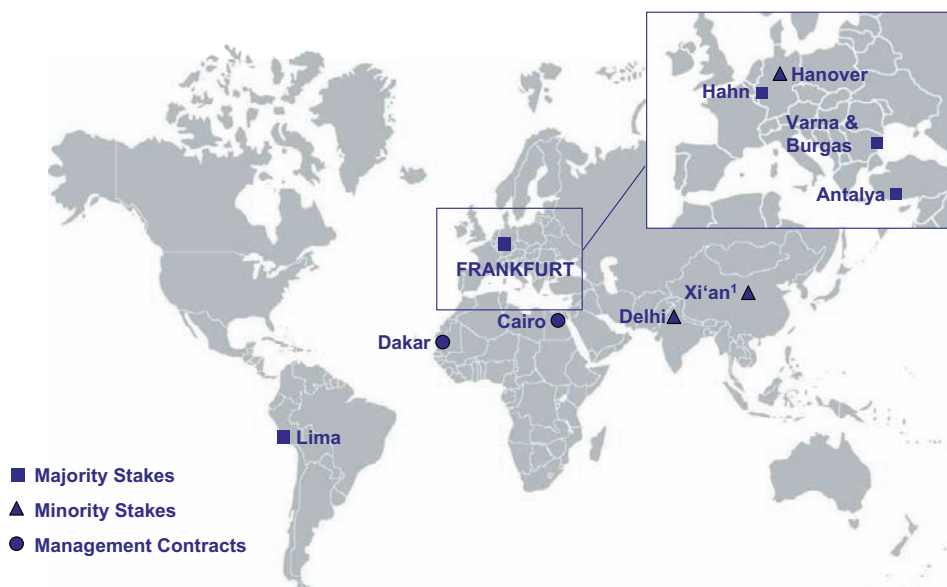 Hanover
Hahn
Varna &
Burgas
Antalya
FRANKFURT
Xi‘an¹
Delhi
Cairo
Dakar
Lima
Majority Stakes
Minority Stakes
Management Contracts